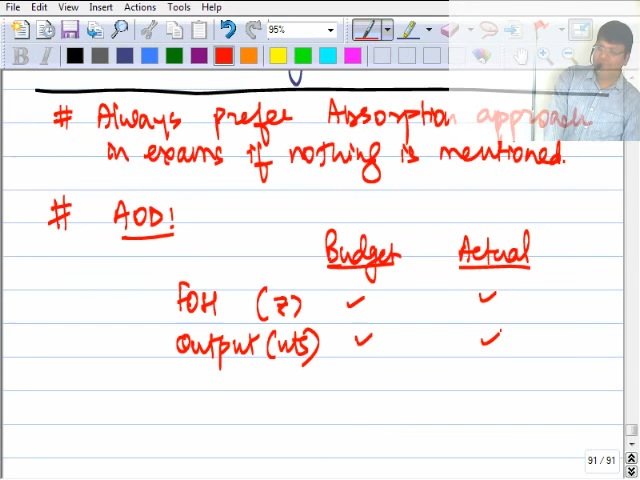 File Edit View Insert Actions Tools Help
95%
# Always prefer Absorption approach
in exams if nothing is mentioned.
# AOD!
Budget Actual
FOH (₹) ✓ ✓
Output (uts) ✓ ✓
91 / 91